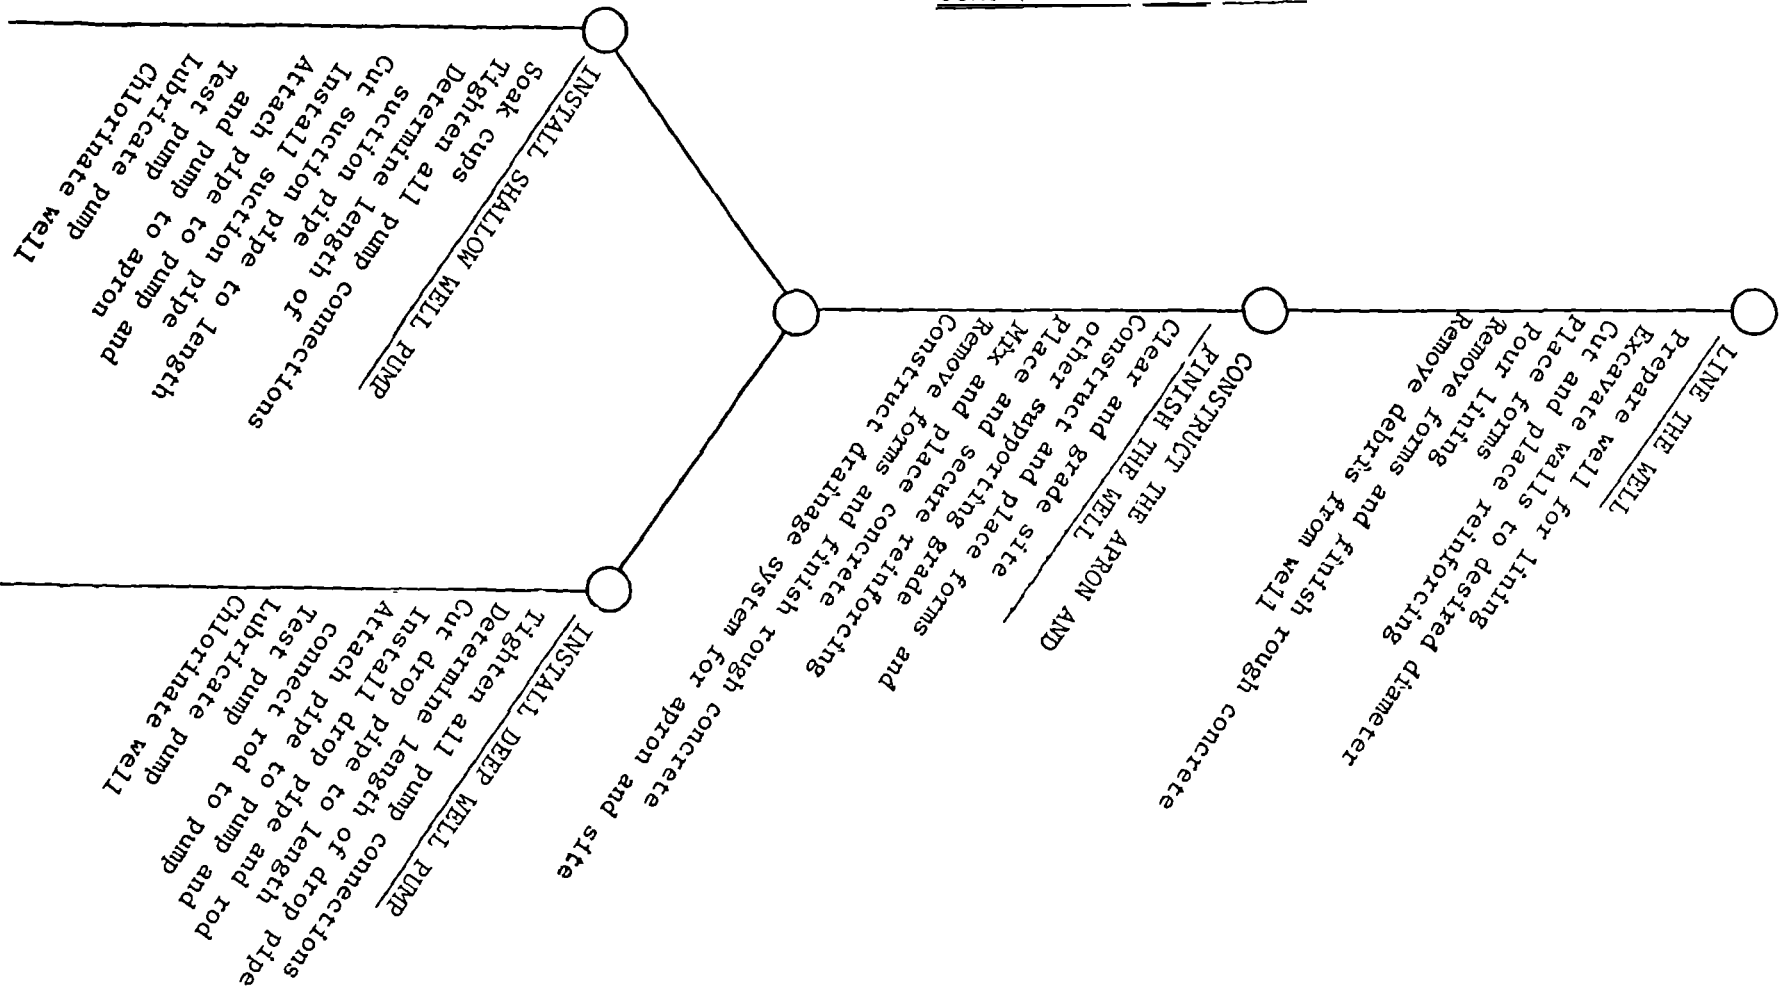 INSTALL SHALLOW WELL PUMP
Soak cups
Tighten all pump connections
Determine length of
suction pipe
Cut suction pipe to length
Install suction pipe
Attach pipe to pump and
and pump to apron
Test pump
Lubricate pump
Chlorinate well
LINE THE WELL
Prepare well for lining
Excavate walls to desired diameter
Cut and place reinforcing
Place forms
Pour lining
Remove forms and finish rough concrete
Remove debris from well
CONSTRUCT THE APRON AND
FINISH THE WELL
Clear and grade site
Construct and place forms and
other supporting grade
Place and secure reinforcing
Mix and place concrete
Remove forms and finish rough concrete
Construct drainage system for apron and site
INSTALL DEEP WELL PUMP
Tighten all pump connections
Determine length of drop pipe
Cut drop pipe to length
Install drop pipe and rod
Attach pipe to pump and
connect rod to pump
Test pump
Lubricate pump
Chlorinate well